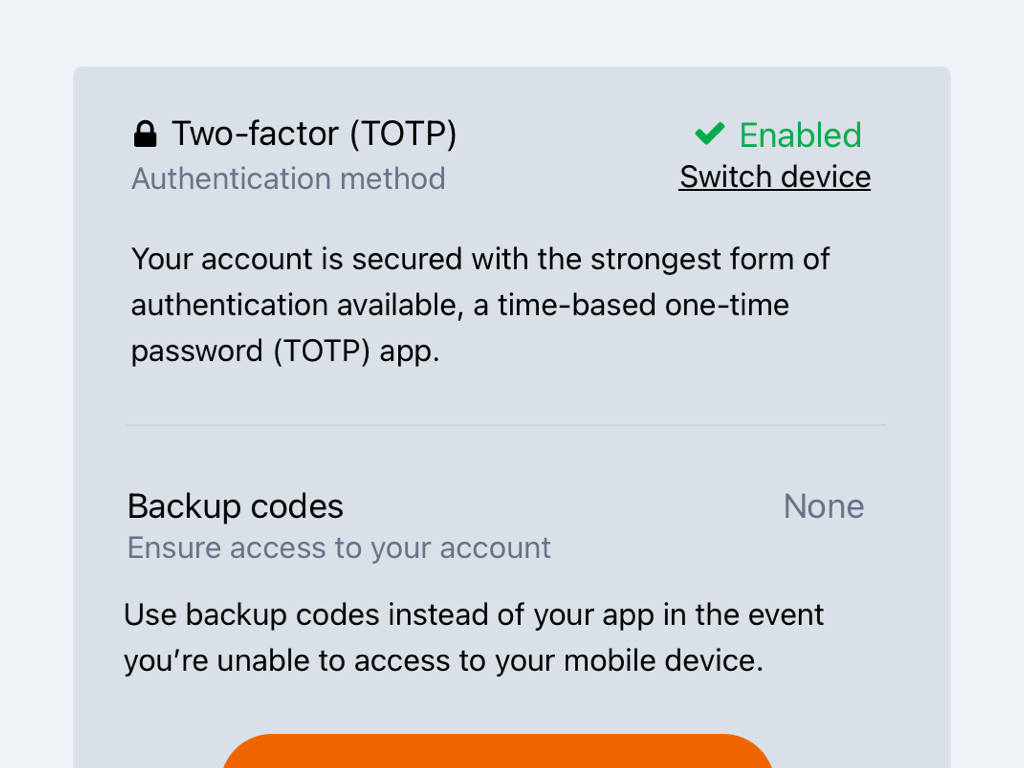 Two-factor (TOTP)
Enabled
Authentication method
Switch device
Your account is secured with the strongest form of
authentication available, a time-based one-time
password (TOTP) app.
Backup codes
None
Ensure access to your account
Use backup codes instead of your app in the event
you’re unable to access to your mobile device.